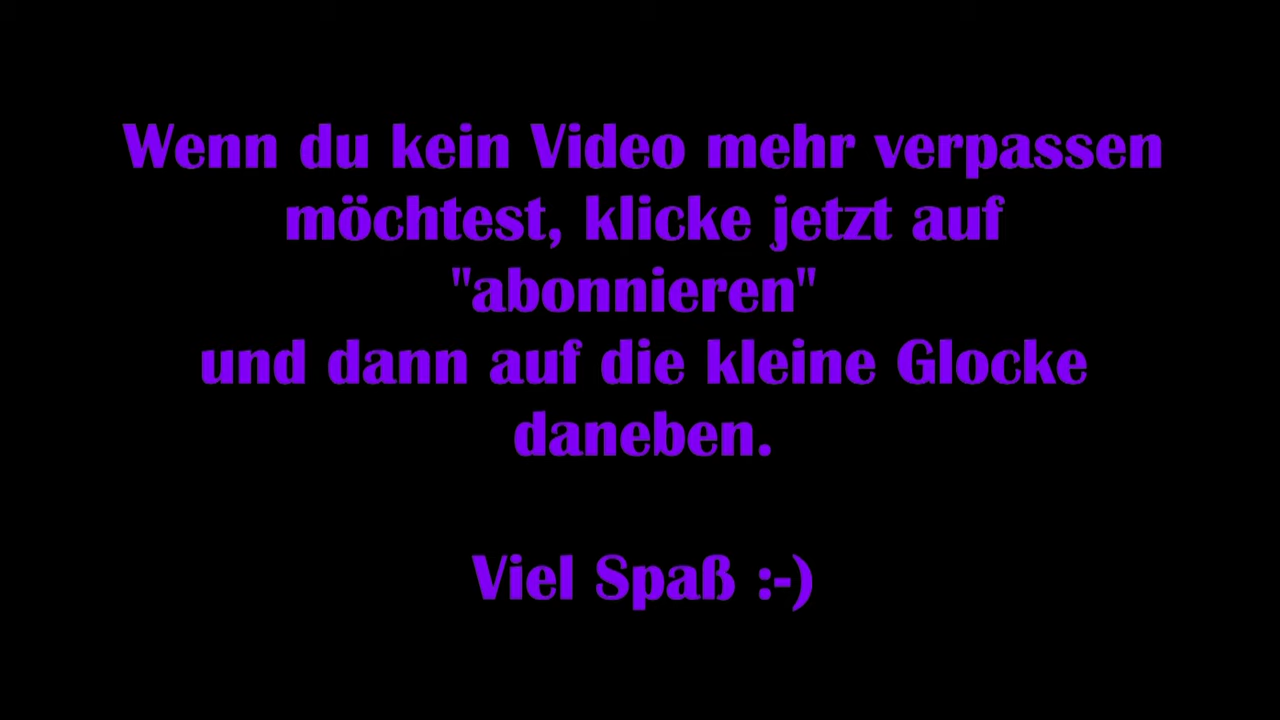 Wenn du kein Video mehr verpassen
möchtest, klicke jetzt auf
"abonnieren"
und dann auf die kleine Glocke
daneben.
Viel Spaß :-)